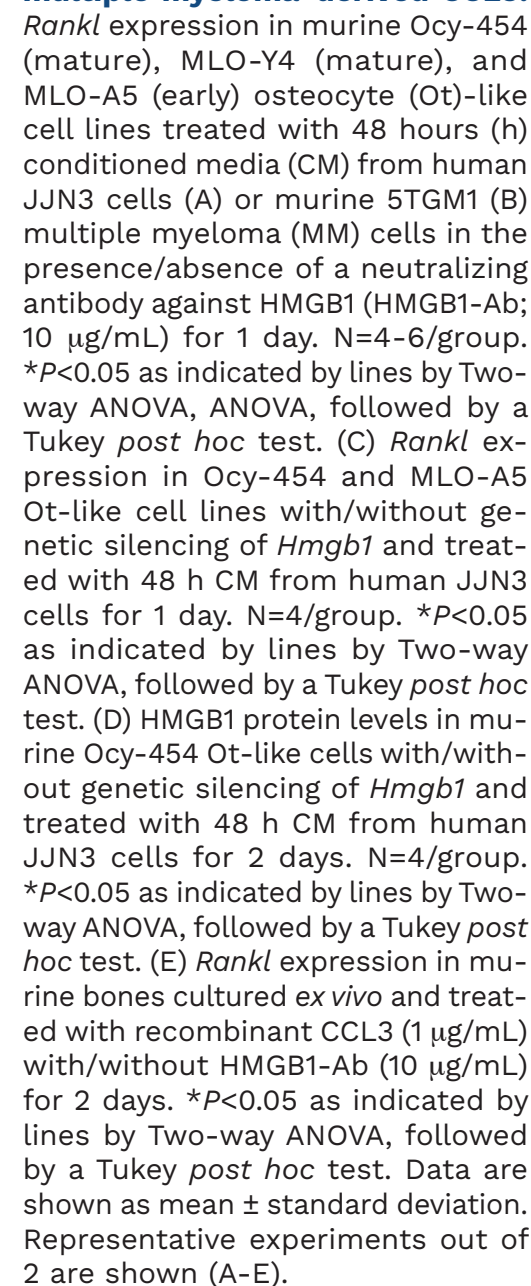 Rankl expression in murine Ocy-454
(mature), MLO-Y4 (mature), and
MLO-A5 (early) osteocyte (Ot)-like
cell lines treated with 48 hours (h)
conditioned media (CM) from human
JJN3 cells (A) or murine 5TGM1 (B)
multiple myeloma (MM) cells in the
presence/absence of a neutralizing
antibody against HMGB1 (HMGB1-Ab;
10 μg/mL) for 1 day. N=4-6/group.
*P<0.05 as indicated by lines by Two-
way ANOVA, ANOVA, followed by a
Tukey post hoc test. (C) Rankl ex-
pression in Ocy-454 and MLO-A5
Ot-like cell lines with/without ge-
netic silencing of Hmgb1 and treat-
ed with 48 h CM from human JJN3
cells for 1 day. N=4/group. *P<0.05
as indicated by lines by Two-way
ANOVA, followed by a Tukey post hoc
test. (D) HMGB1 protein levels in mu-
rine Ocy-454 Ot-like cells with/with-
out genetic silencing of Hmgb1 and
treated with 48 h CM from human
JJN3 cells for 2 days. N=4/group.
*P<0.05 as indicated by lines by Two-
way ANOVA, followed by a Tukey post
hoc test. (E) Rankl expression in mu-
rine bones cultured ex vivo and treat-
ed with recombinant CCL3 (1 μg/mL)
with/without HMGB1-Ab (10 μg/mL)
for 2 days. *P<0.05 as indicated by
lines by Two-way ANOVA, followed
by a Tukey post hoc test. Data are
shown as mean ± standard deviation.
Representative experiments out of
2 are shown (A-E).